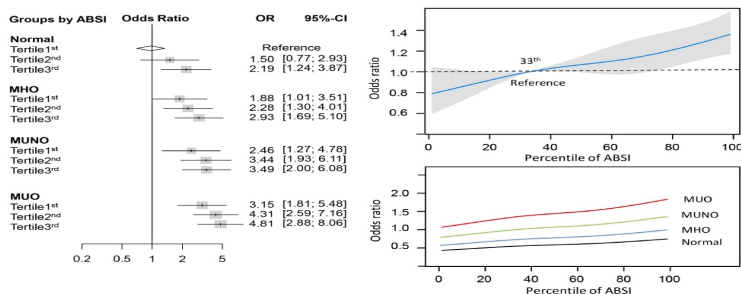 Groups by ABSI Odds Ratio OR 95%-CI
Normal
Tertile1st Reference
Tertile2nd 1.50 [0.77; 2.93]
Tertile3rd 2.19 [1.24; 3.87]
MHO
Tertile1st 1.88 [1.01; 3.51]
Tertile2nd 2.28 [1.30; 4.01]
Tertile3rd 2.93 [1.69; 5.10]
MUNO
Tertile1st 2.46 [1.27; 4.78]
Tertile2nd 3.44 [1.93; 6.11]
Tertile3rd 3.49 [2.00; 6.08]
MUO
Tertile1st 3.15 [1.81; 5.48]
Tertile2nd 4.31 [2.59; 7.16]
Tertile3rd 4.81 [2.88; 8.06]
0.2 0.5 1 2 5
Odds ratio
1.4
1.2
1.0
0.8
0.6
33th
Reference
0 20 40 60 80 100
Percentile of ABSI
Odds ratio
2.0
1.5
1.0
0.5
MUO
MUNO
MHO
Normal
0 20 40 60 80 100
Percentile of ABSI